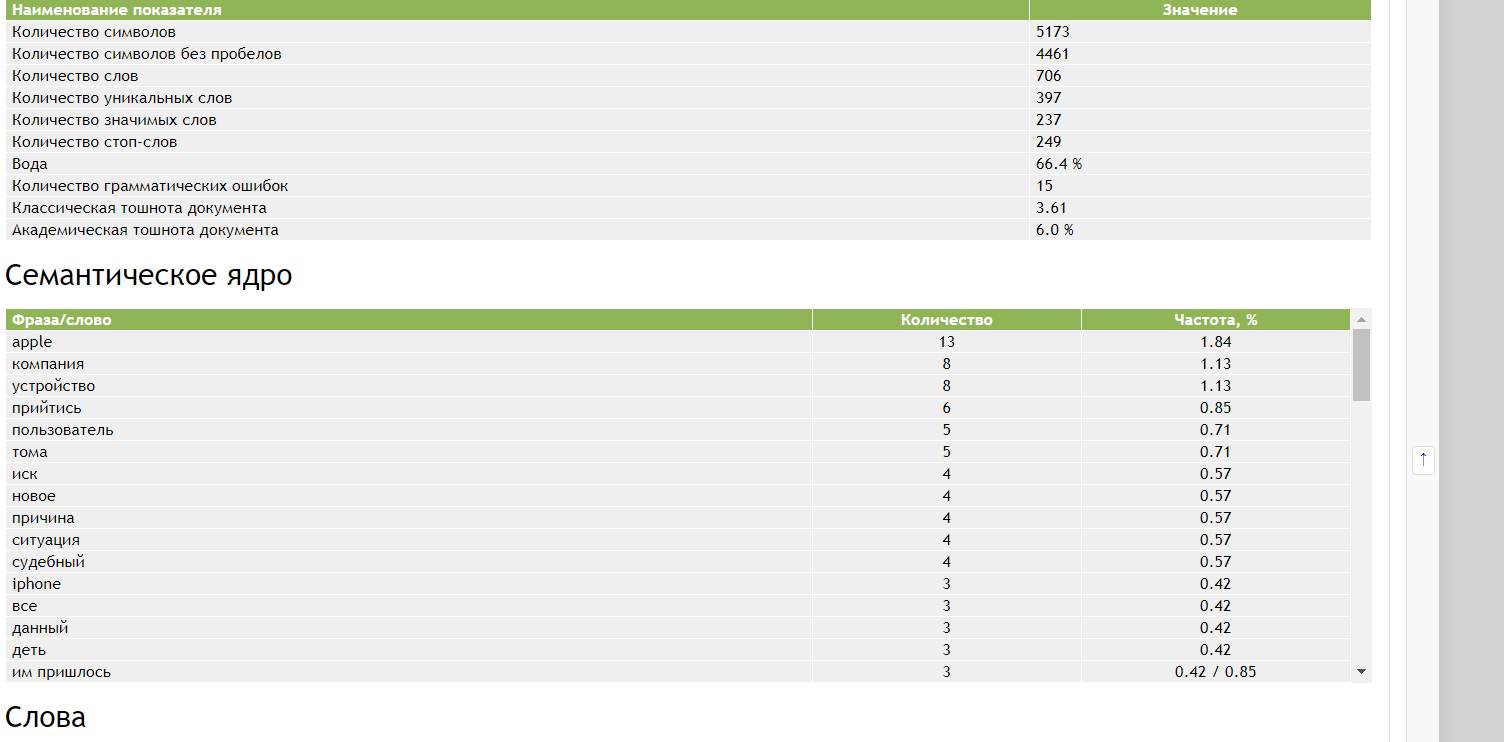 Наименование показателя Значение
Количество символов 5173
Количество символов без пробелов 4461
Количество слов 706
Количество уникальных слов 397
Количество значимых слов 237
Количество стоп-слов 249
Вода 66.4 %
Количество грамматических ошибок 15
Классическая тошнота документа 3.61
Академическая тошнота документа 6.0 %
Семантическое ядро
Фраза/слово Количество Частота, %
apple 13 1.84
компания 8 1.13
устройство 8 1.13
прийтись 6 0.85
пользователь 5 0.71
тома 5 0.71
иск 4 0.57
новое 4 0.57
причина 4 0.57
ситуация 4 0.57
судебный 4 0.57
iphone 3 0.42
все 3 0.42
данный 3 0.42
деть 3 0.42
им пришлось 3 0.42 / 0.85
Слова
↑